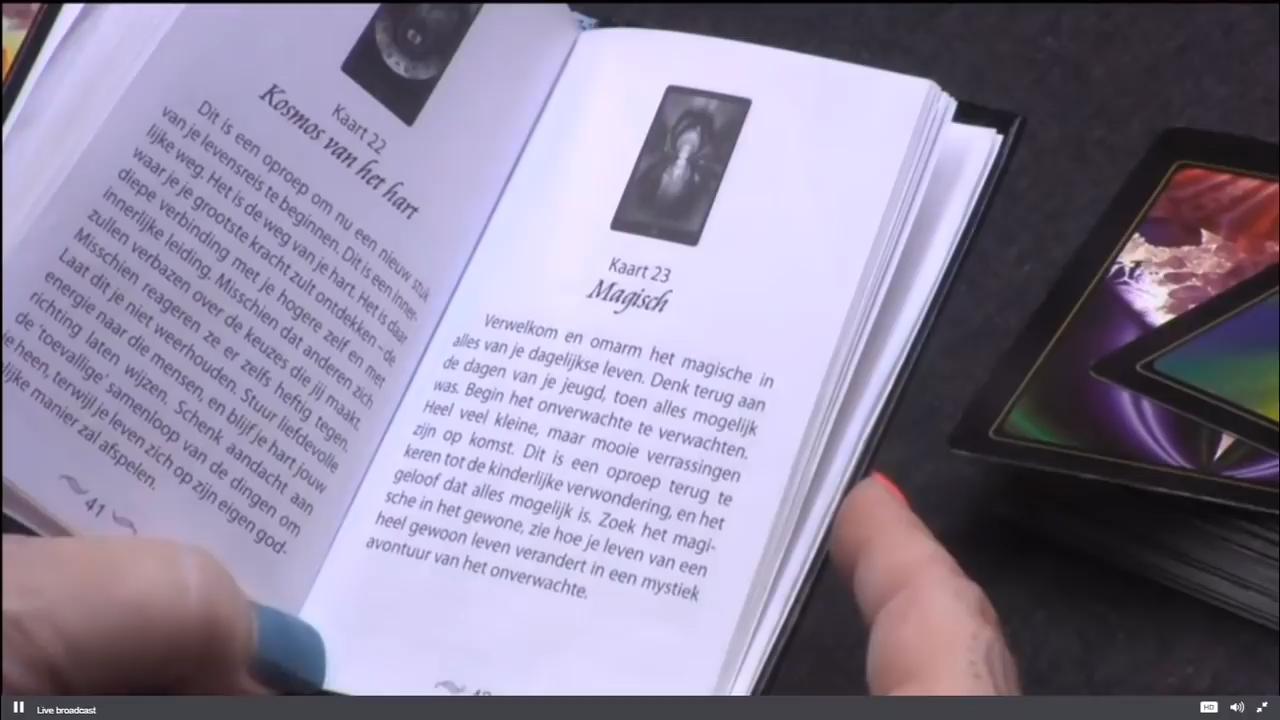 Kaart 22
Kosmos van het hart
Dit is een oproep om nu een nieuw stuk
van je levensreis te beginnen. Dit is een inner-
lijke weg. Het is de weg van je hart. Het is daar
waar je je grootste kracht zult ontdekken – de
diepe verbinding met je hogere zelf en met
innerlijke leiding. Misschien dat anderen zich
zullen verbazen over de keuzes die jij maakt.
Misschien reageren ze er zelfs heftig tegen.
Laat dit je niet weerhouden. Stuur liefdevolle
energie naar die mensen, en blijf je hart jouw
richting laten wijzen. Schenk aandacht aan
de 'toevallige' samenloop van de dingen om
je heen, terwijl je leven zich op zijn eigen god-
lijke manier zal afspelen.
41
Kaart 23
Magisch
Verwelkom en omarm het magische in
alles van je dagelijkse leven. Denk terug aan
de dagen van je jeugd, toen alles mogelijk
was. Begin het onverwachte te verwachten.
Heel veel kleine, maar mooie verrassingen
zijn op komst. Dit is een oproep terug te
keren tot de kinderlijke verwondering, en het
geloof dat alles mogelijk is. Zoek het magi-
sche in het gewone, zie hoe je leven van een
heel gewoon leven verandert in een mystiek
avontuur van het onverwachte.
Live broadcast
HD